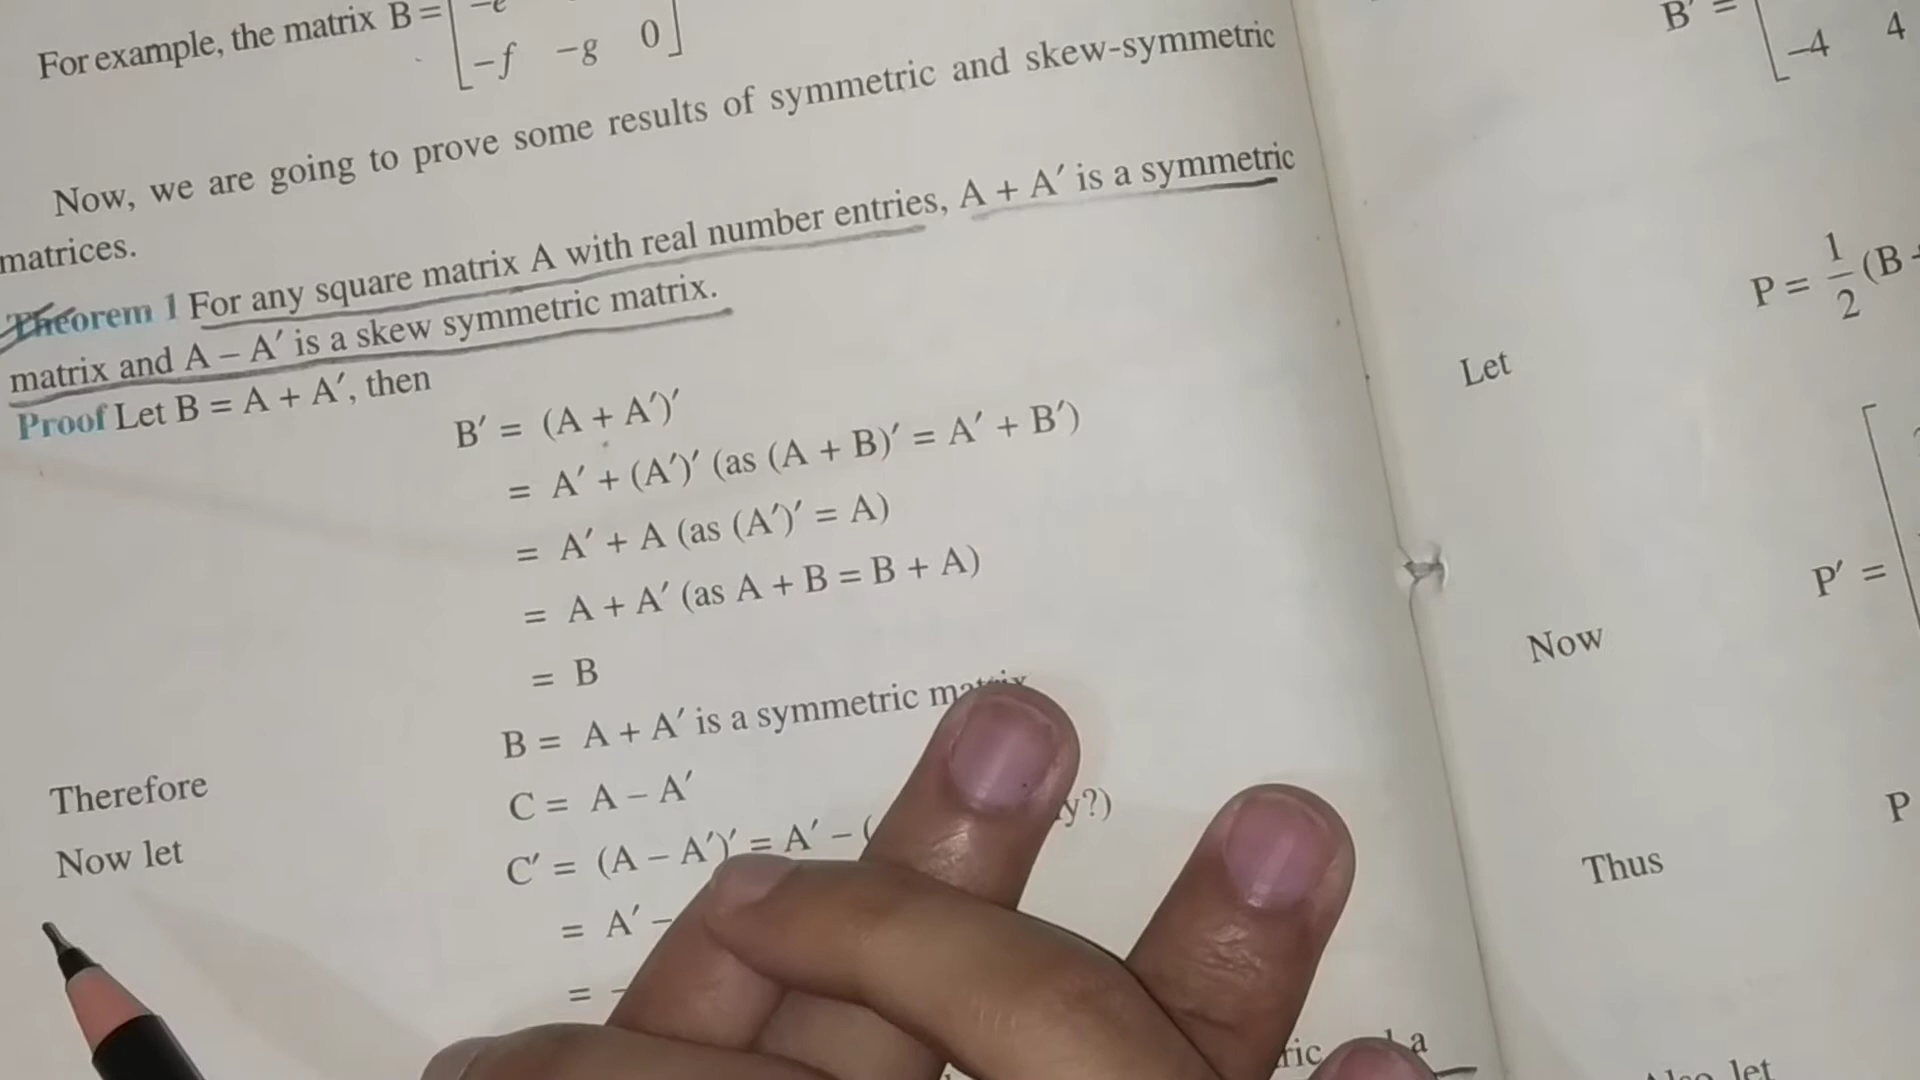 For example, the matrix B = [ −e
−f −g 0 ]
Now, we are going to prove some results of symmetric and skew-symmetric
matrices.
Theorem 1 For any square matrix A with real number entries, A + A′ is a symmetric
matrix and A – A′ is a skew symmetric matrix.
Proof Let B = A + A′, then
B′ = (A + A′)′
= A′ + (A′)′ (as (A + B)′ = A′ + B′)
= A′ + A (as (A′)′ = A)
= A + A′ (as A + B = B + A)
= B
Therefore B = A + A′ is a symmetric matrix
Now let C = A – A′
C′ = (A – A′)′ = A′ – ( y?)
= A′ –
= –
a
B′ =
–4 4
P = 1/2 (B
Let
P′ =
Now
P
Thus
let